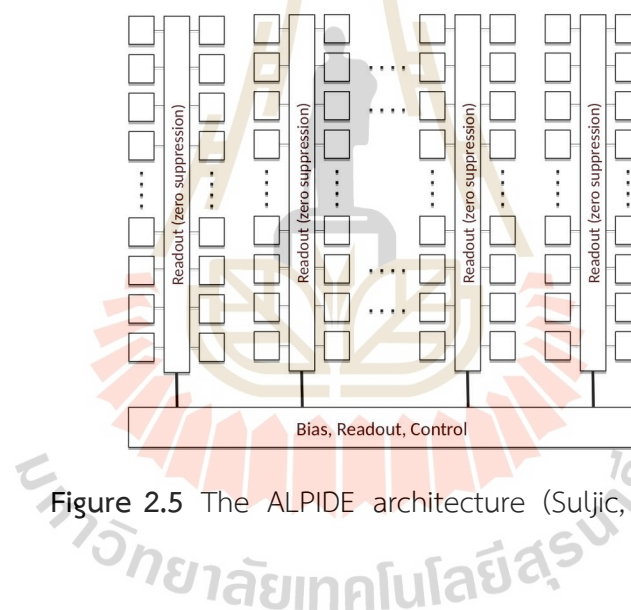 Readout (zero suppression)
Readout (zero suppression)
Readout (zero suppression)
Readout (zero suppression)
Bias, Readout, Control
Figure 2.5 The ALPIDE architecture (Suljic,